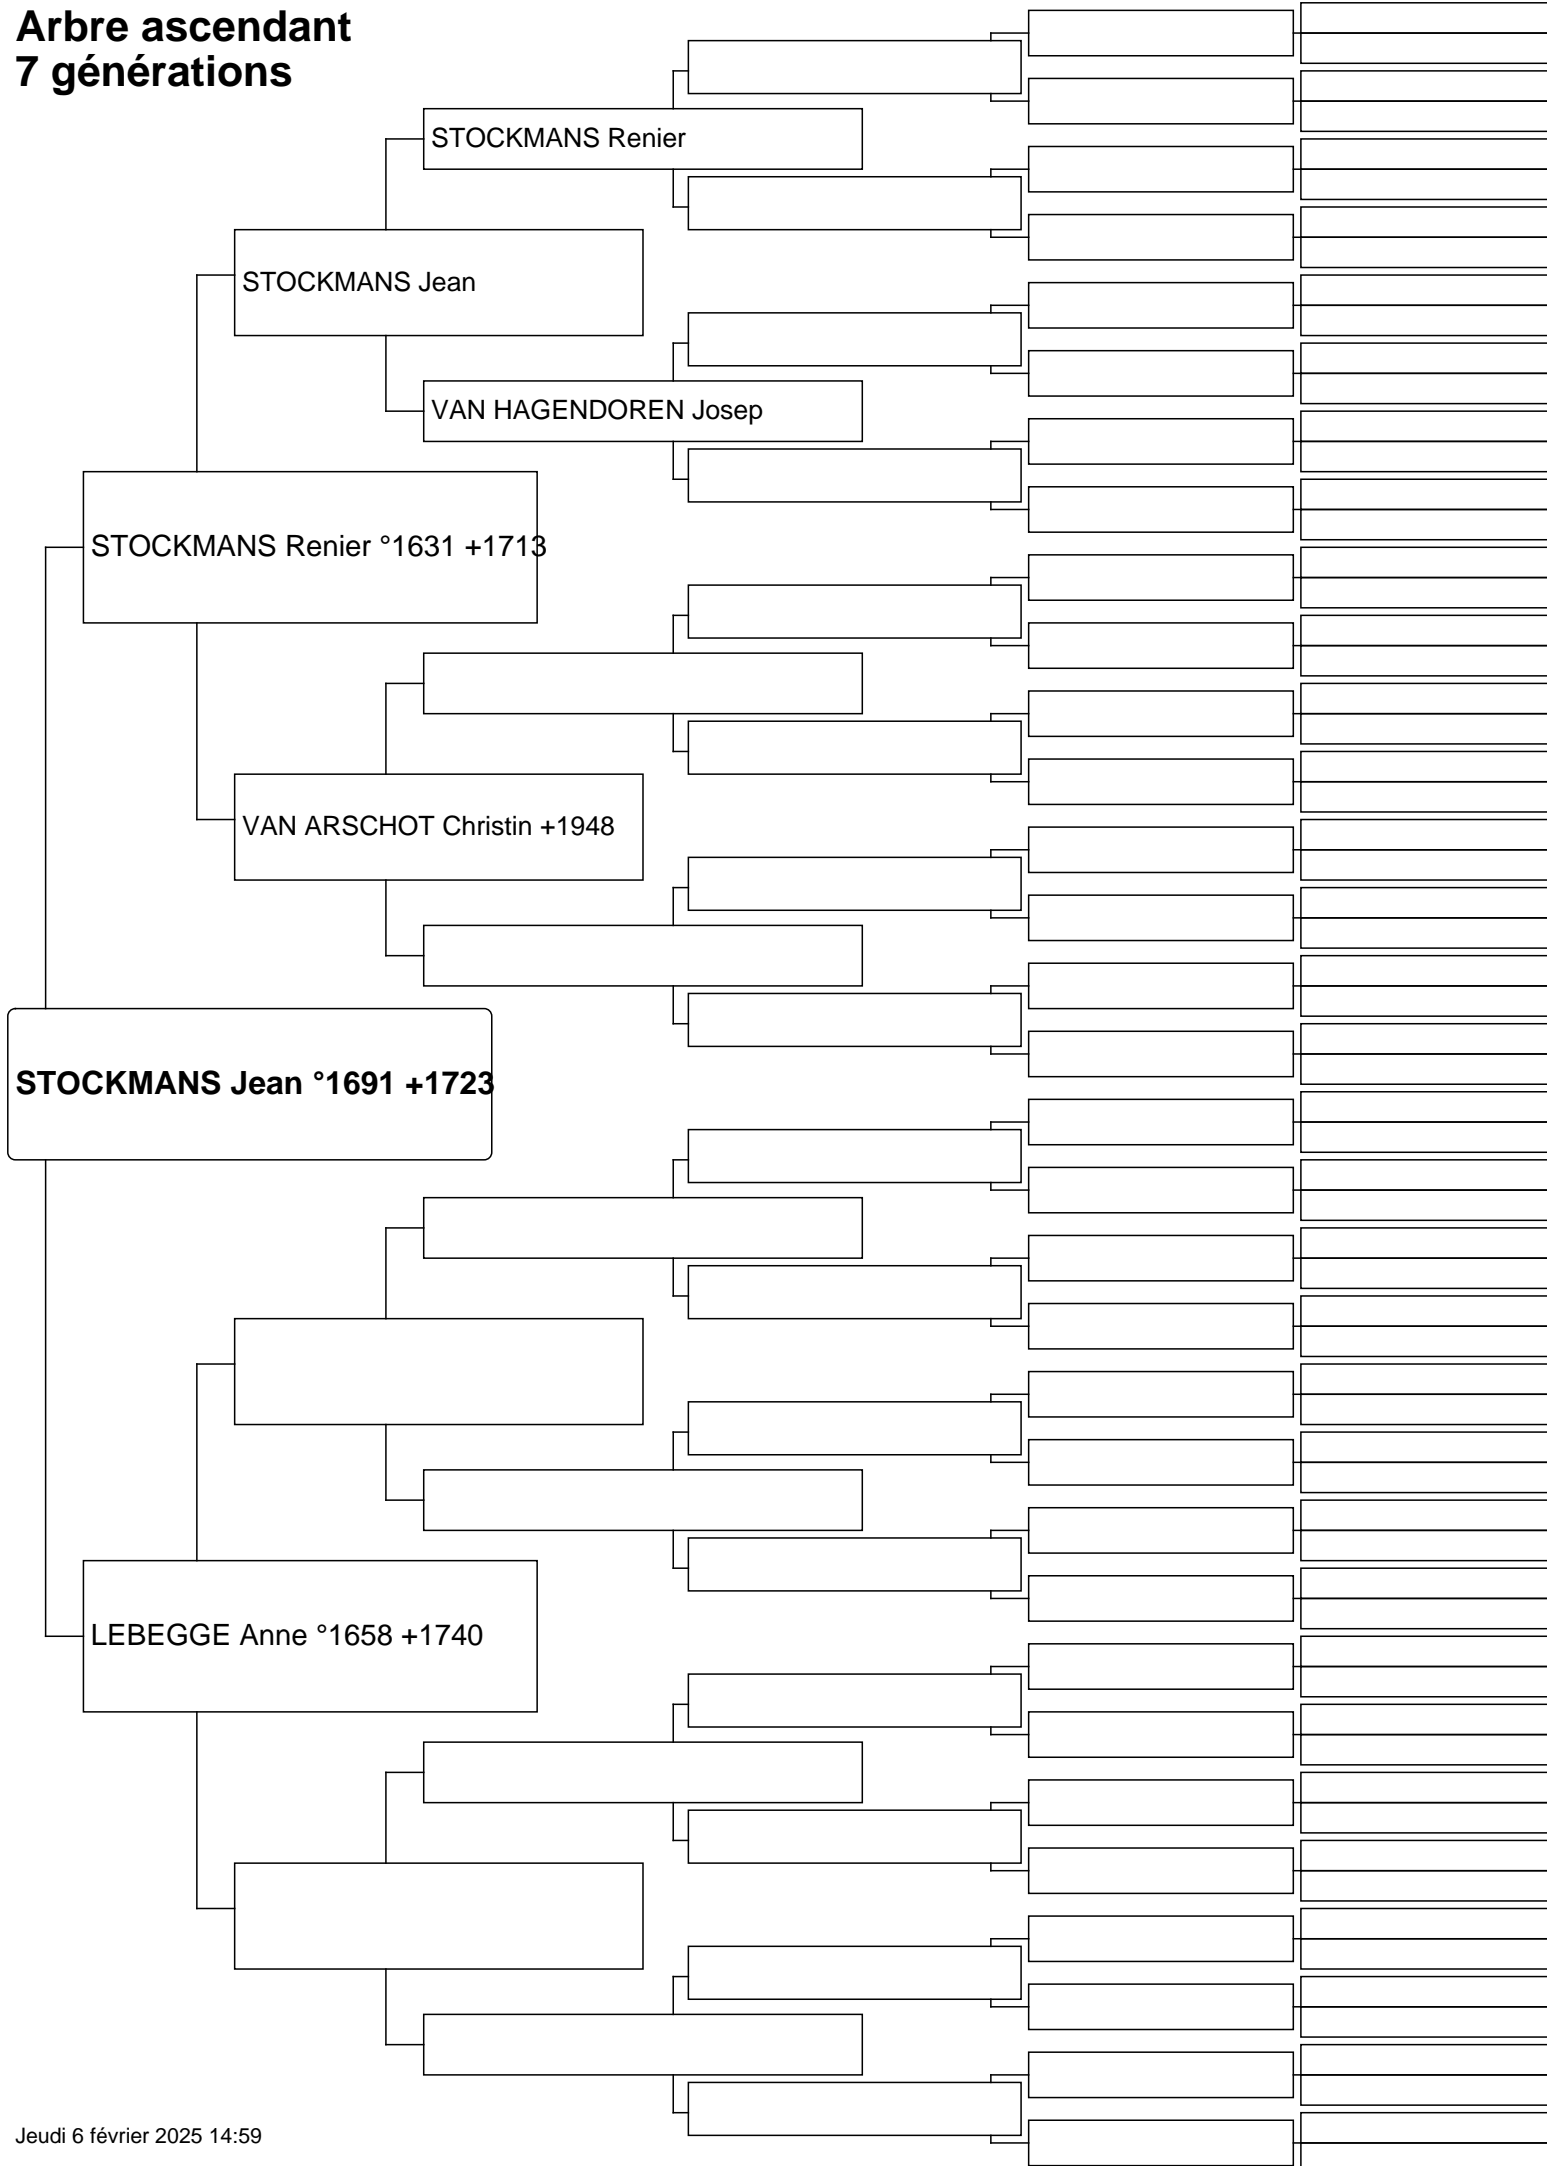 Arbre ascendant
7 générations
STOCKMANS Renier
STOCKMANS Jean
VAN HAGENDOREN Josep
STOCKMANS Renier °1631 +1713
VAN ARSCHOT Christin +1948
STOCKMANS Jean °1691 +1723
LEBEGGE Anne °1658 +1740
Jeudi 6 février 2025 14:59